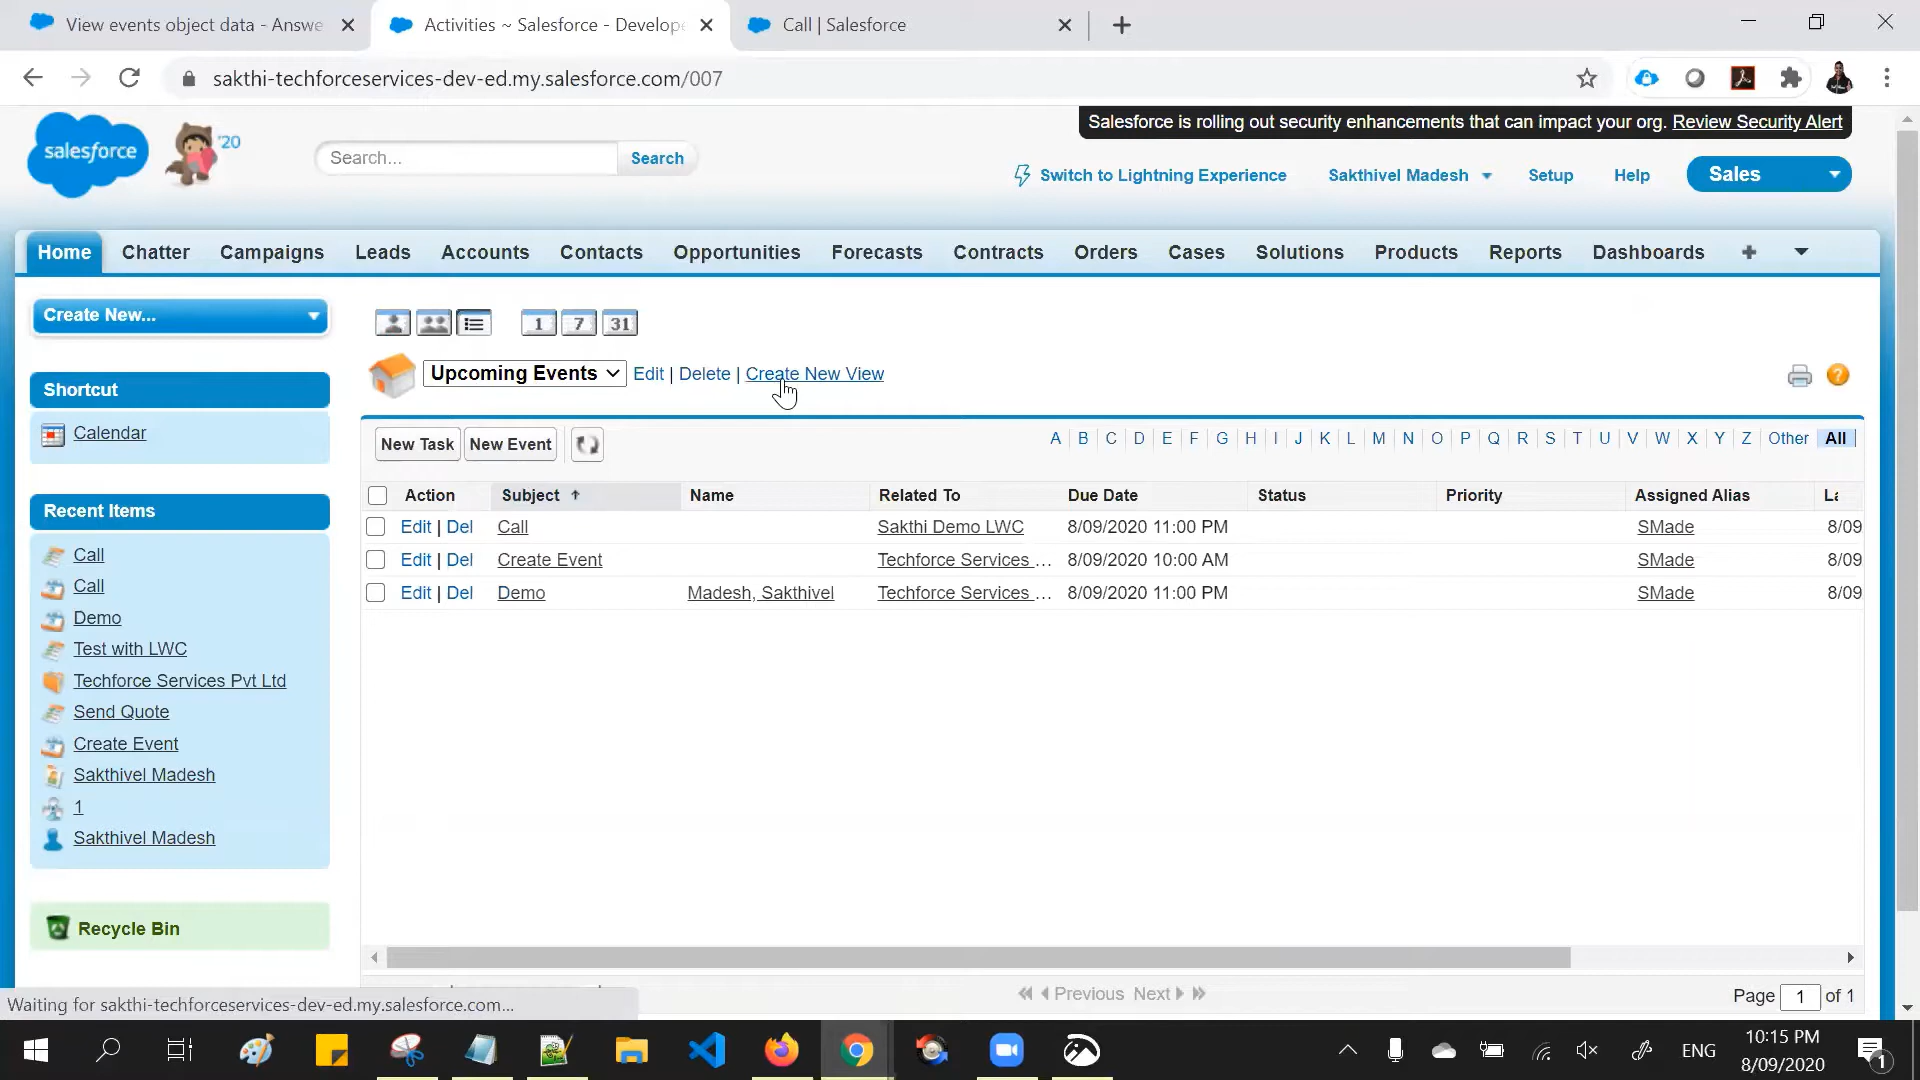 View events object data - Answe
Activities ~ Salesforce - Develope
Call | Salesforce
sakthi-techforceservices-dev-ed.my.salesforce.com/007
Salesforce is rolling out security enhancements that can impact your org. Review Security Alert
salesforce
'20
Search...
Search
Switch to Lightning Experience
Sakthivel Madesh
Setup
Help
Sales
Home
Chatter
Campaigns
Leads
Accounts
Contacts
Opportunities
Forecasts
Contracts
Orders
Cases
Solutions
Products
Reports
Dashboards
Create New...
1
7
31
Upcoming Events
Edit | Delete | Create New View
Shortcut
Calendar
New Task
New Event
A B C D E F G H I J K L M N O P Q R S T U V W X Y Z Other All
Action Subject Name Related To Due Date Status Priority Assigned Alias La
Edit | Del Call Sakthi Demo LWC 8/09/2020 11:00 PM SMade 8/09
Edit | Del Create Event Techforce Services ... 8/09/2020 10:00 AM SMade 8/09
Edit | Del Demo Madesh, Sakthivel Techforce Services ... 8/09/2020 11:00 PM SMade 8/09
Recent Items
Call
Call
Demo
Test with LWC
Techforce Services Pvt Ltd
Send Quote
Create Event
Sakthivel Madesh
1
Sakthivel Madesh
Recycle Bin
Previous Next
Page 1 of 1
Waiting for sakthi-techforceservices-dev-ed.my.salesforce.com...
ENG
10:15 PM
8/09/2020
1